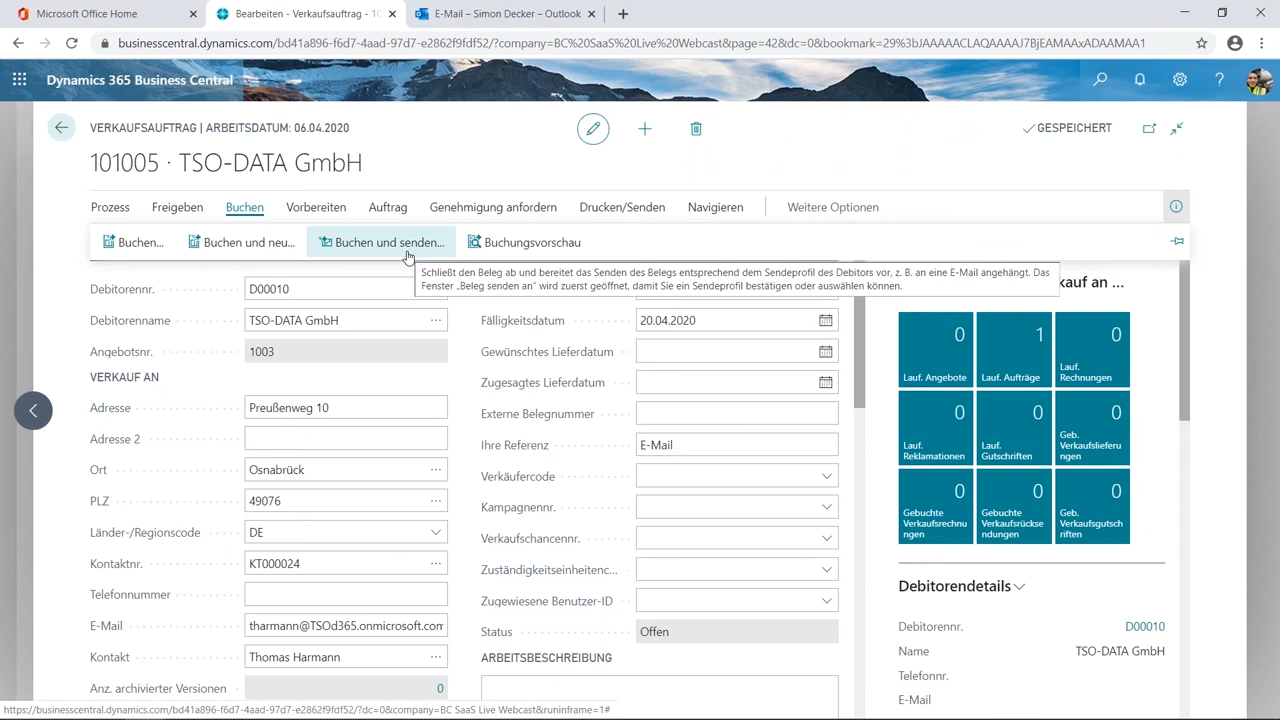 Microsoft Office Home
Bearbeiten - Verkaufsauftrag - 10
E-Mail – Simon Decker – Outlook
businesscentral.dynamics.com/bd41a896-f6d7-4aad-97d7-e2862f9fdf52/?company=BC%20SaaS%20Live%20Webcast&page=42&dc=0&bookmark=29%3bJAAAAACLAQAAAAJ7BjEAMAAxADAAMAA1
Dynamics 365 Business Central
VERKAUFSAUFTRAG | ARBEITSDATUM: 06.04.2020
GESPEICHERT
101005 · TSO-DATA GmbH
Prozess
Freigeben
Buchen
Vorbereiten
Auftrag
Genehmigung anfordern
Drucken/Senden
Navigieren
Weitere Optionen
Buchen...
Buchen und neu...
Buchen und senden...
Buchungsvorschau
Schließt den Beleg ab und bereitet das Senden des Belegs entsprechend dem Sendeprofil des Debitors vor, z. B. an eine E-Mail angehängt. Das
Fenster „Beleg senden an“ wird zuerst geöffnet, damit Sie ein Sendeprofil bestätigen oder auswählen können.
Debitorennr.
D00010
Debitorenname
TSO-DATA GmbH
Angebotsnr.
1003
VERKAUF AN
Adresse
Preußenweg 10
Adresse 2
Ort
Osnabrück
PLZ
49076
Länder-/Regionscode
DE
Kontaktnr.
KT000024
Telefonnummer
E-Mail
tharmann@TSOd365.onmicrosoft.com
Kontakt
Thomas Harmann
Anz. archivierter Versionen
0
Fälligkeitsdatum
20.04.2020
Gewünschtes Lieferdatum
Zugesagtes Lieferdatum
Externe Belegnummer
Ihre Referenz
E-Mail
Verkäufercode
Kampagnennr.
Verkaufschancennr.
Zuständigkeitseinheitenc...
Zugewiesene Benutzer-ID
Status
Offen
ARBEITSBESCHREIBUNG
kauf an ...
0
Lauf. Angebote
1
Lauf. Aufträge
0
Lauf.
Rechnungen
0
Lauf.
Reklamationen
0
Lauf.
Gutschriften
0
Geb.
Verkaufslieferu
ngen
0
Gebuchte
Verkaufsrechnu
ngen
0
Gebuchte
Verkaufsrückse
ndungen
0
Geb.
Verkaufsgutsch
riften
Debitorendetails
Debitorennr.
D00010
Name
TSO-DATA GmbH
Telefonnr.
E-Mail
https://businesscentral.dynamics.com/bd41a896-f6d7-4aad-97d7-e2862f9fdf52/?dc=0&company=BC SaaS Live Webcast&runinframe=1#